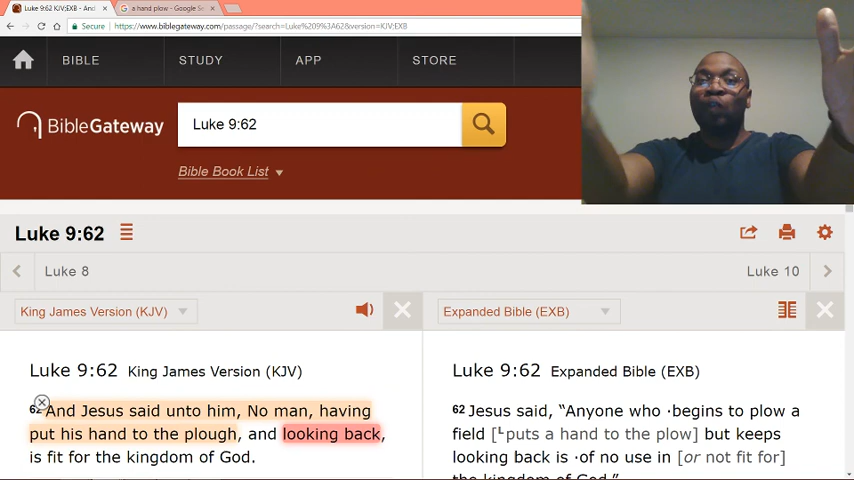 Luke 9:62 KJV;EXB - And
a hand plow - Google Se
Secure https://www.biblegateway.com/passage/?search=Luke%209%3A62&version=KJV;EXB
BIBLE STUDY APP STORE
BibleGateway
Luke 9:62
Bible Book List
Luke 9:62
Luke 8
Luke 10
King James Version (KJV)
Expanded Bible (EXB)
Luke 9:62 King James Version (KJV)
62 And Jesus said unto him, No man, having
put his hand to the plough, and looking back,
is fit for the kingdom of God.
Luke 9:62 Expanded Bible (EXB)
62 Jesus said, “Anyone who ·begins to plow a
field [└puts a hand to the plow] but keeps
looking back is ·of no use in [or not fit for]
the kingdom of God.”